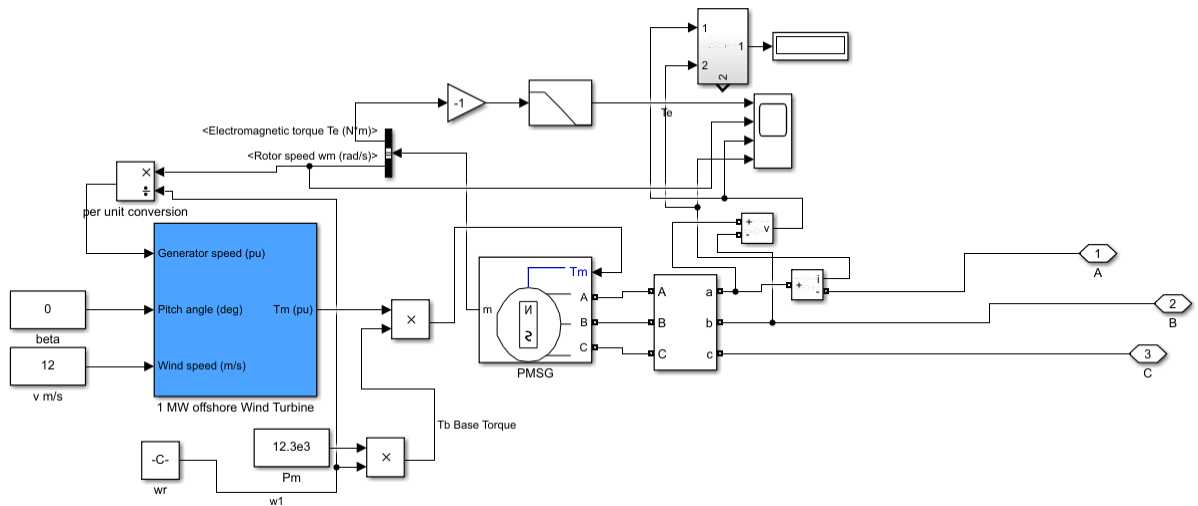 1
2
1
2
-1
Te
<Electromagnetic torque Te (N*m)>
<Rotor speed wm (rad/s)>
×
÷
per unit conversion
+
-
v
Generator speed (pu)
Pitch angle (deg)
Wind speed (m/s)
Tm (pu)
1 MW offshore Wind Turbine
0
beta
12
v m/s
×
Tm
m
A
B
C
N
S
PMSG
A
B
C
a
b
c
i
+
-
1
A
2
B
3
C
Tb Base Torque
12.3e3
Pm
×
-C-
wr
w1